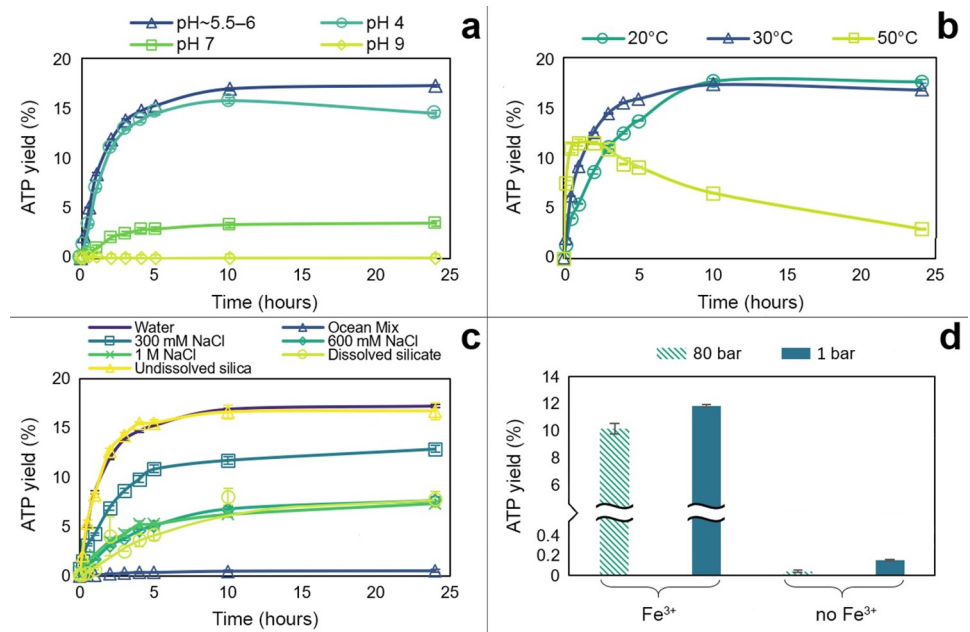 a
pH~5.5–6 pH 4
pH 7 pH 9
20
15
10
5
0
ATP yield (%)
0 5 10 15 20 25
Time (hours)
b
20°C 30°C 50°C
20
15
10
5
0
ATP yield (%)
0 5 10 15 20 25
Time (hours)
c
Water Ocean Mix
300 mM NaCl 600 mM NaCl
1 M NaCl Dissolved silicate
Undissolved silica
20
15
10
5
0
ATP yield (%)
0 5 10 15 20 25
Time (hours)
d
80 bar 1 bar
14
12
10
8
6
0.4
0.2
0
ATP yield (%)
Fe³⁺ no Fe³⁺